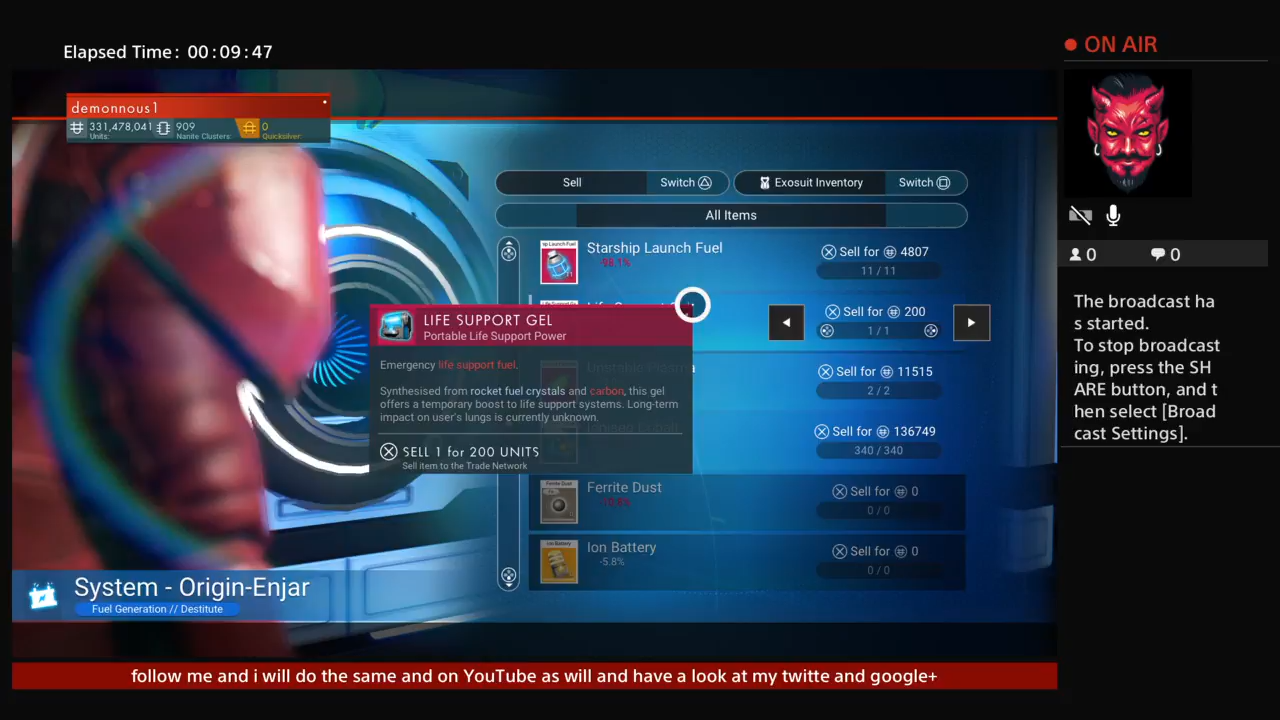 Elapsed Time: 00:09:47
ON AIR
demonnous1
331,478,041
Units:
909
Nanite Clusters:
0
Quicksilver:
Sell
Switch
Exosuit Inventory
Switch
All Items
Starship Launch Fuel
-98.1%
Sell for 4807
11 / 11
Sell for 200
1 / 1
LIFE SUPPORT GEL
Portable Life Support Power
Emergency life support fuel.
Synthesised from rocket fuel crystals and carbon, this gel
offers a temporary boost to life support systems. Long-term
impact on user's lungs is currently unknown.
SELL 1 for 200 UNITS
Sell item to the Trade Network
Sell for 11515
2 / 2
Sell for 136749
340 / 340
Ferrite Dust
Sell for 0
0 / 0
Ion Battery
-5.8%
Sell for 0
0 / 0
System - Origin-Enjar
Fuel Generation // Destitute
0
0
The broadcast ha
s started.
To stop broadcast
ing, press the SH
ARE button, and t
hen select [Broad
cast Settings].
follow me and i will do the same and on YouTube as will and have a look at my twitte and google+